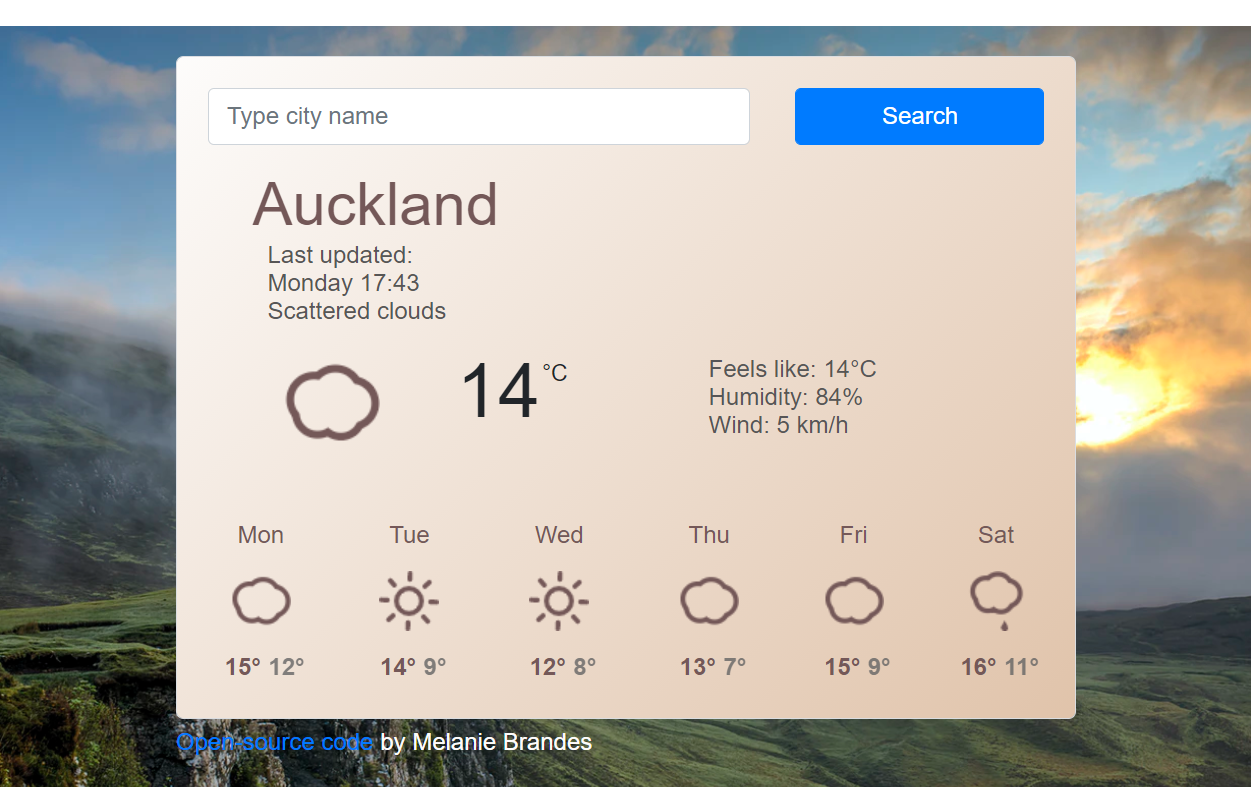 Type city name
Search
Auckland
Last updated:
Monday 17:43
Scattered clouds
14 °C
Feels like: 14°C
Humidity: 84%
Wind: 5 km/h
Mon Tue Wed Thu Fri Sat
15° 12° 14° 9° 12° 8° 13° 7° 15° 9° 16° 11°
Open-source code by Melanie Brandes